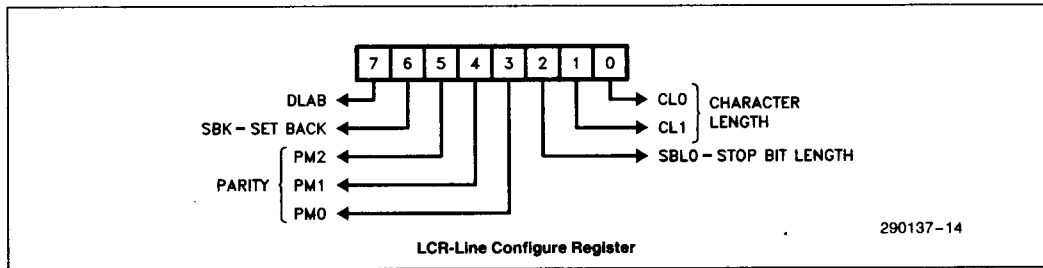 7 6 5 4 3 2 1 0
DLAB
SBK – SET BACK
PARITY
PM2
PM1
PM0
CL0
CL1
CHARACTER
LENGTH
SBL0 – STOP BIT LENGTH
290137–14
LCR-Line Configure Register